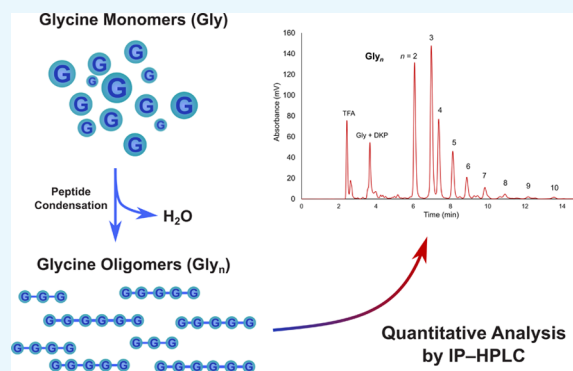 Glycine Monomers (Gly)
G G G G G G G G G G G G G
Peptide
Condensation
H₂O
Glycine Oligomers (Glyₙ)
G G G
G G G G G
G G G G G G
G G G G G
G G G G
G G G
G G G G G
G G G G G G
Absorbance (mV)
160
140
120
100
80
60
40
20
0
Glyₙ
n = 2
3
4
5
6
7
8
9
10
TFA
Gly + DKP
0 2 4 6 8 10 12 14
Time (min)
Quantitative Analysis
by IP–HPLC